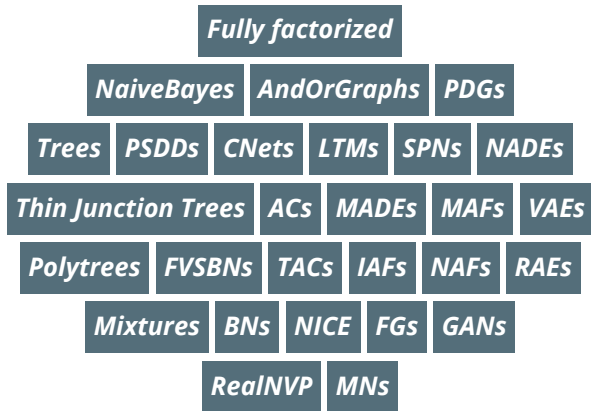 Fully factorized
NaiveBayes AndOrGraphs PDGs
Trees PSDDs CNets LTMs SPNs NADEs
Thin Junction Trees ACs MADEs MAFs VAEs
Polytrees FVSBNs TACs IAFs NAFs RAEs
Mixtures BNs NICE FGs GANs
RealNVP MNs